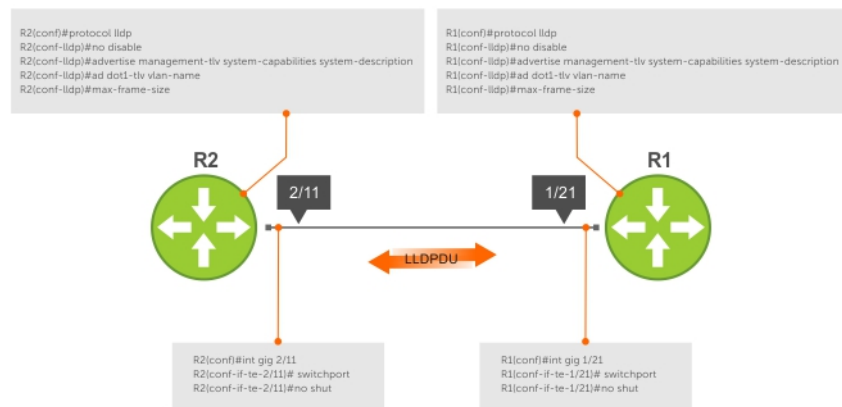 R2(conf)#protocol lldp
R2(conf-lldp)#no disable
R2(conf-lldp)#advertise management-tlv system-capabilities system-description
R2(conf-lldp)#ad dot1-tlv vlan-name
R2(conf-lldp)#max-frame-size
R1(conf)#protocol lldp
R1(conf-lldp)#no disable
R1(conf-lldp)#advertise management-tlv system-capabilities system-description
R1(conf-lldp)#ad dot1-tlv vlan-name
R1(conf-lldp)#max-frame-size
R2
R1
2/11
1/21
LLDPDU
R2(conf)#int gig 2/11
R2(conf-if-te-2/11)# switchport
R2(conf-if-te-2/11)#no shut
R1(conf)#int gig 1/21
R1(conf-if-te-1/21)# switchport
R1(conf-if-te-1/21)#no shut